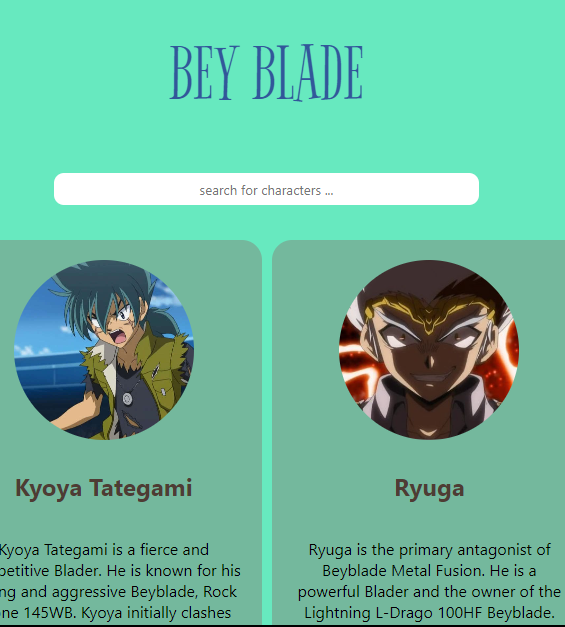 BEY BLADE
search for characters ...
Kyoya Tategami
Kyoya Tategami is a fierce and
petitive Blader. He is known for his
ng and aggressive Beyblade, Rock
ne 145WB. Kyoya initially clashes
Ryuga
Ryuga is the primary antagonist of
Beyblade Metal Fusion. He is a
powerful Blader and the owner of the
Lightning L-Drago 100HF Beyblade.